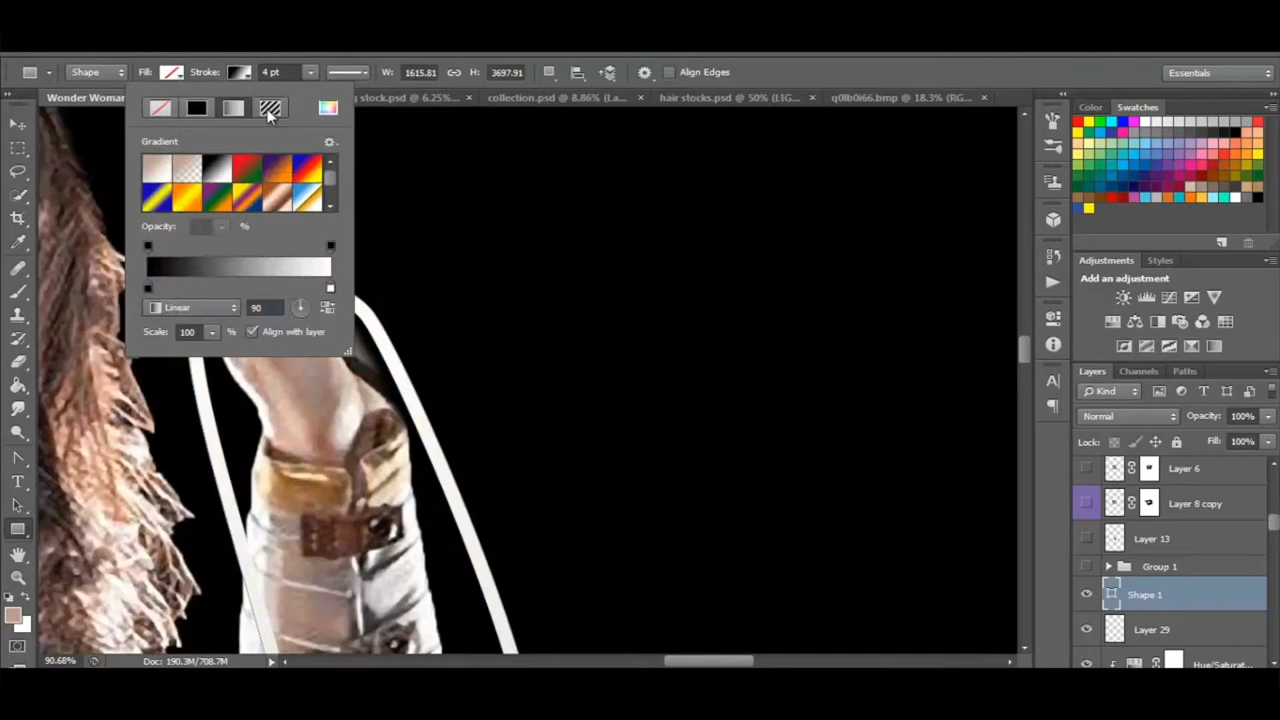 Shape Fill: Stroke: 4 pt W: 1615.81 H: 3697.91 Align Edges Essentials
Wonder Woman stock.psd @ 6.25%... × collection.psd @ 8.86% (La... × hair stocks.psd @ 50% (LIG... × q0lb0i66.bmp @ 18.3% (RG... ×
Gradient
Opacity: %
Linear 90
Scale: 100 % Align with layer
Color Swatches
Adjustments Styles
Add an adjustment
Layers Channels Paths
Kind
Normal Opacity: 100%
Lock: Fill: 100%
Layer 6
Layer 8 copy
Layer 13
Group 1
Shape 1
Layer 29
Hue/Saturat...
90.68% Doc: 190.3M/708.7M